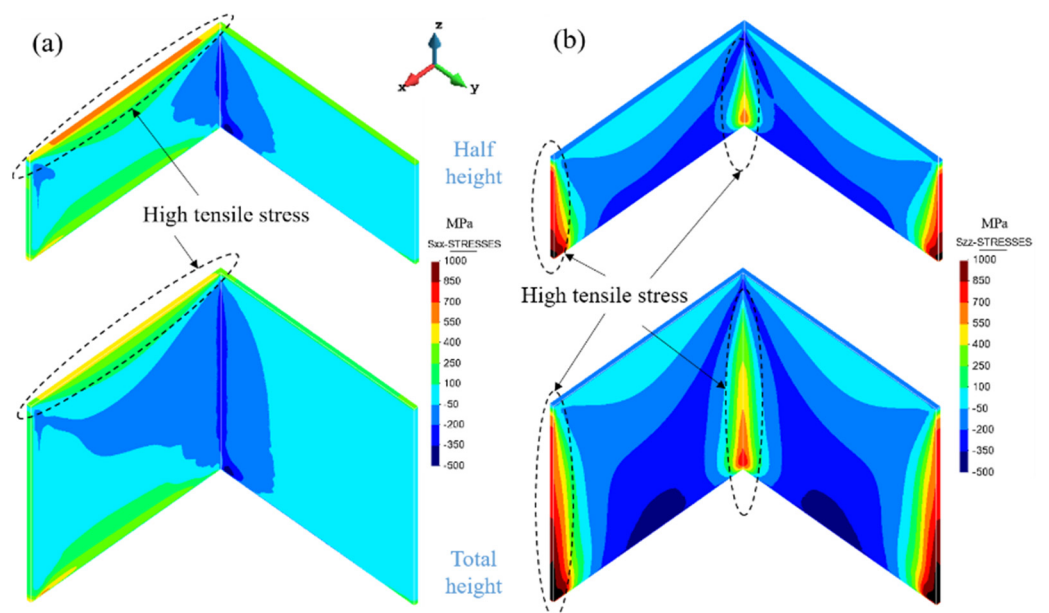 (a)
z
x
y
Half
height
High tensile stress
MPa
Sxx-STRESSES
1000
850
700
550
400
250
100
-50
-200
-350
-500
Total
height
(b)
High tensile stress
MPa
Szz-STRESSES
1000
850
700
550
400
250
100
-50
-200
-350
-500